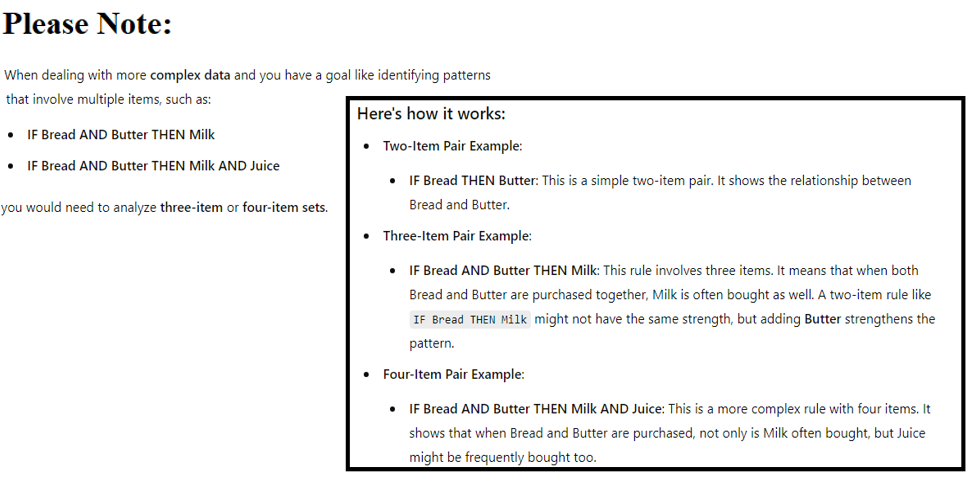 Please Note:
When dealing with more complex data and you have a goal like identifying patterns
that involve multiple items, such as:
• IF Bread AND Butter THEN Milk
• IF Bread AND Butter THEN Milk AND Juice
you would need to analyze three-item or four-item sets.
Here's how it works:
• Two-Item Pair Example:
• IF Bread THEN Butter: This is a simple two-item pair. It shows the relationship between
Bread and Butter.
• Three-Item Pair Example:
• IF Bread AND Butter THEN Milk: This rule involves three items. It means that when both
Bread and Butter are purchased together, Milk is often bought as well. A two-item rule like
IF Bread THEN Milk might not have the same strength, but adding Butter strengthens the
pattern.
• Four-Item Pair Example:
• IF Bread AND Butter THEN Milk AND Juice: This is a more complex rule with four items. It
shows that when Bread and Butter are purchased, not only is Milk often bought, but Juice
might be frequently bought too.